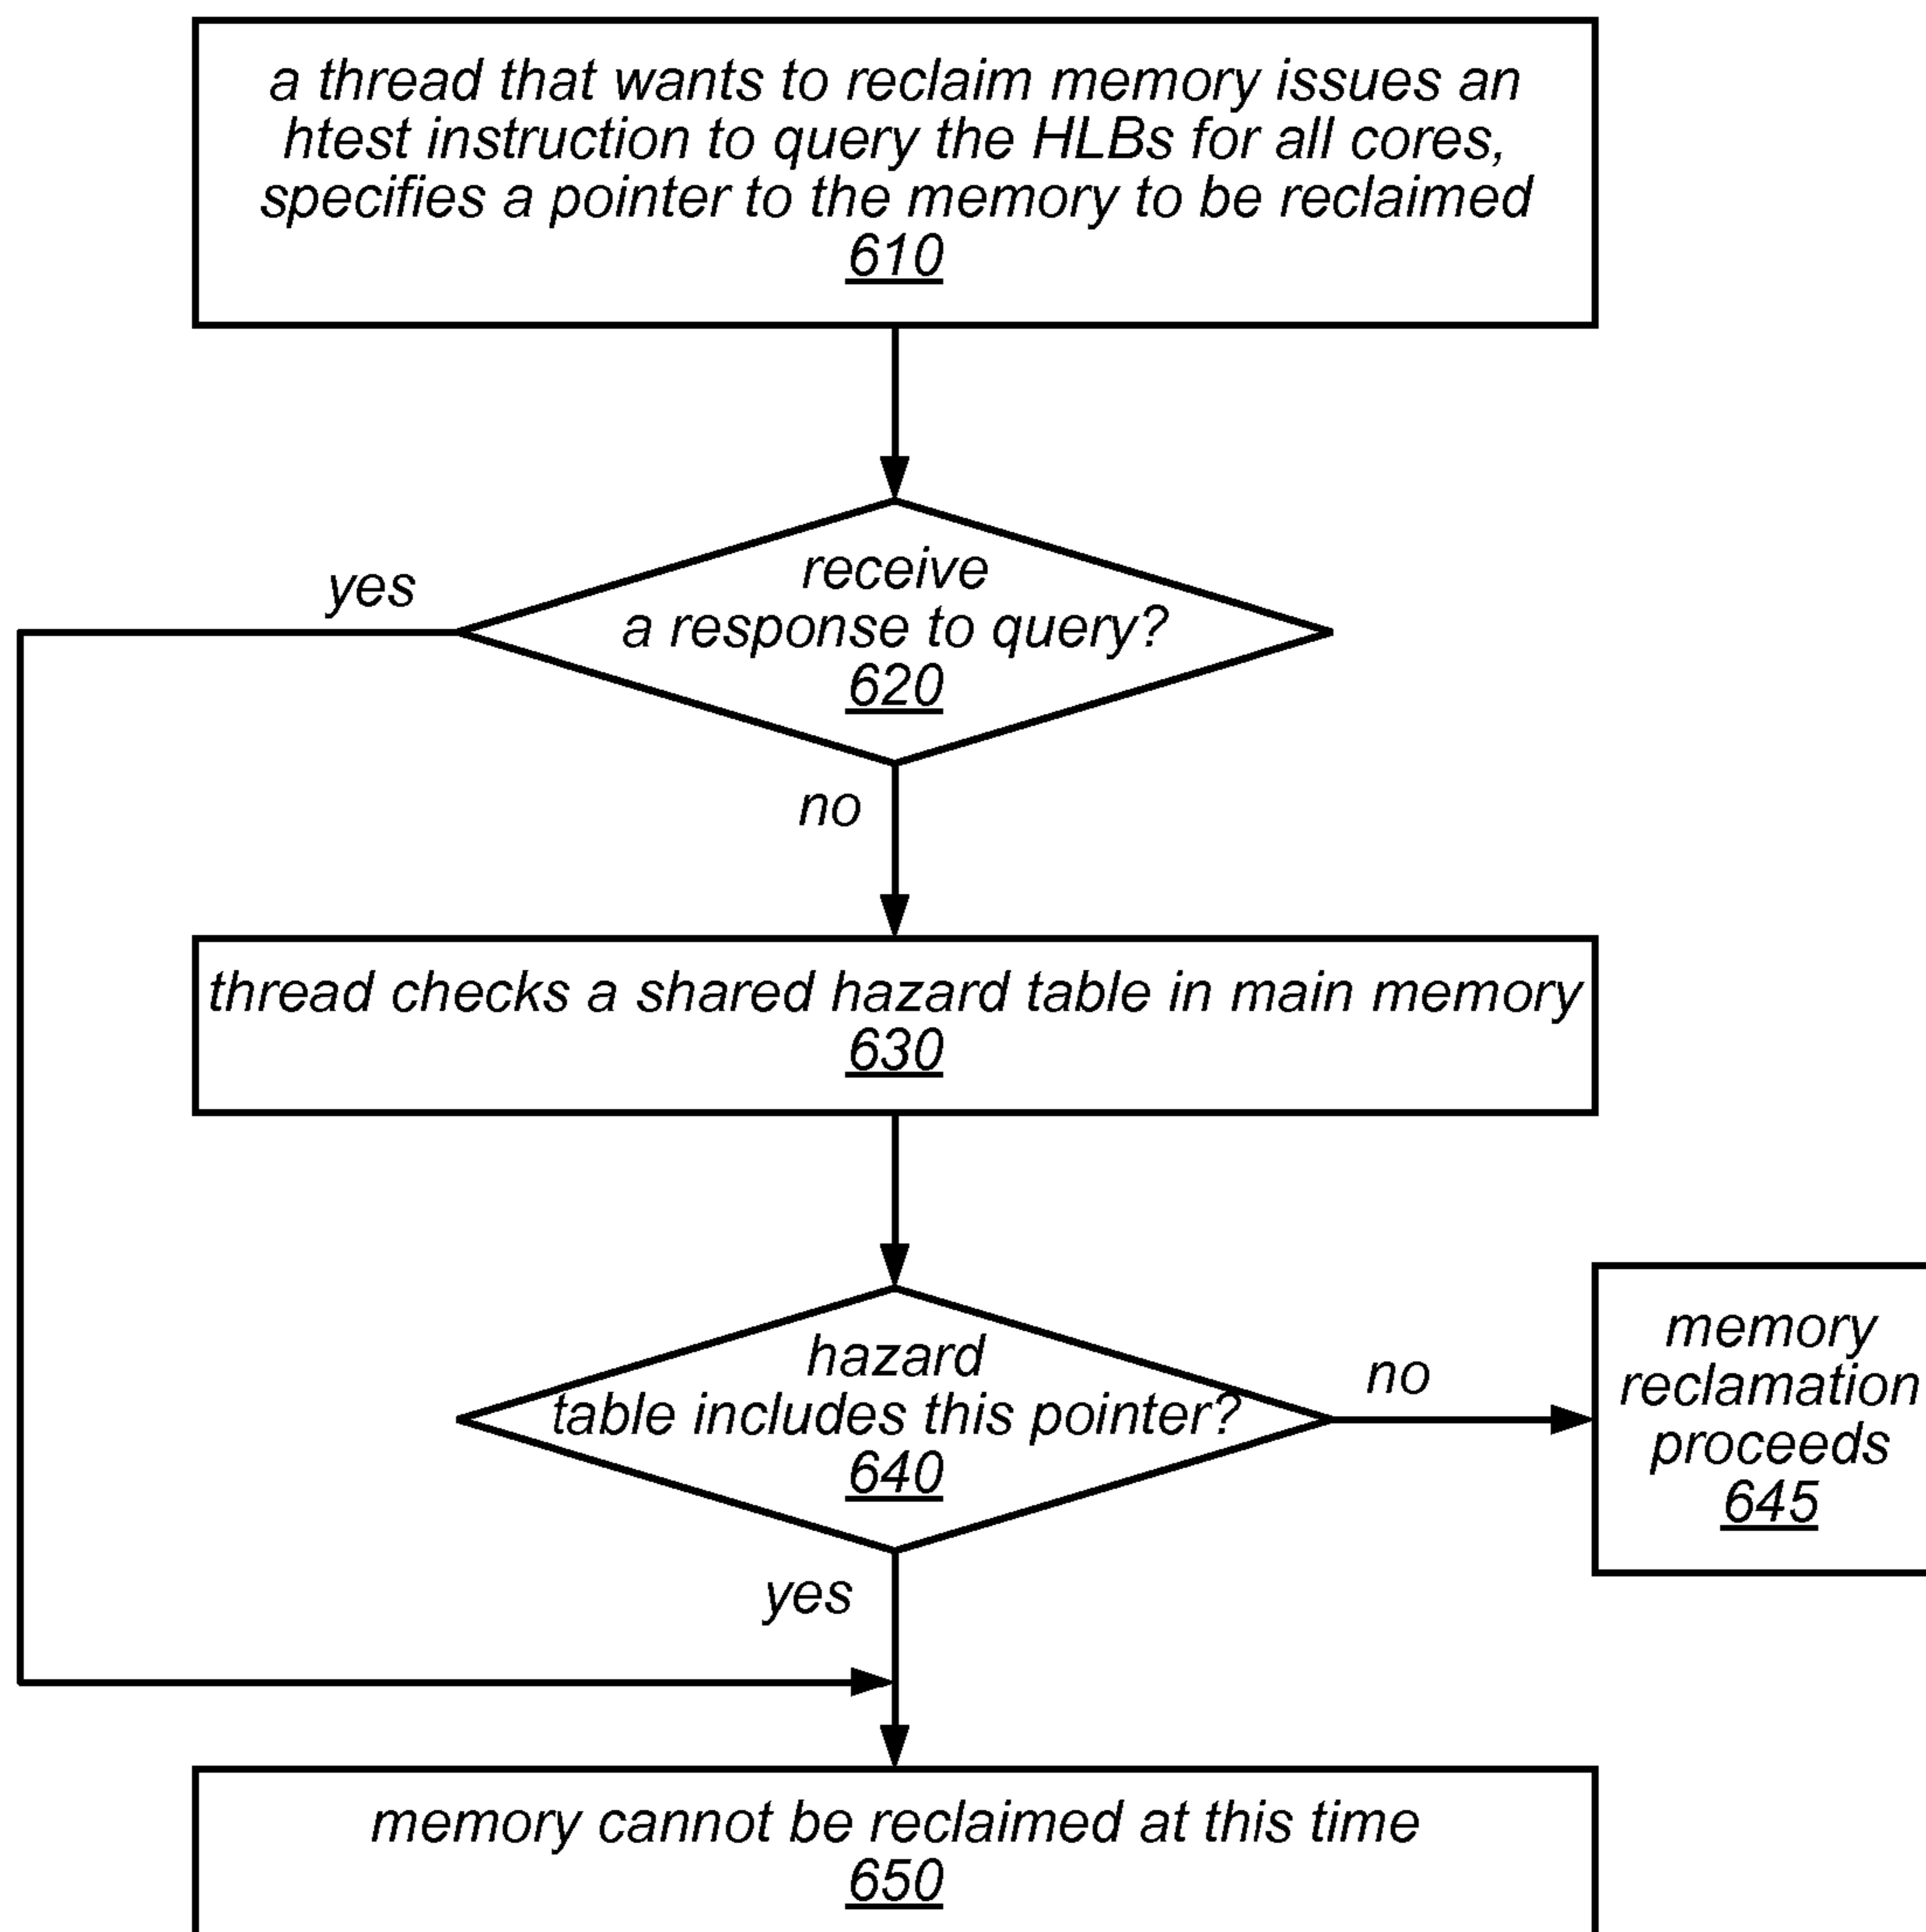 a thread that wants to reclaim memory issues an
htest instruction to query the HLBs for all cores,
specifies a pointer to the memory to be reclaimed
610
receive
a response to query?
620
yes
no
thread checks a shared hazard table in main memory
630
hazard
table includes this pointer?
640
no
memory
reclamation
proceeds
645
yes
memory cannot be reclaimed at this time
650